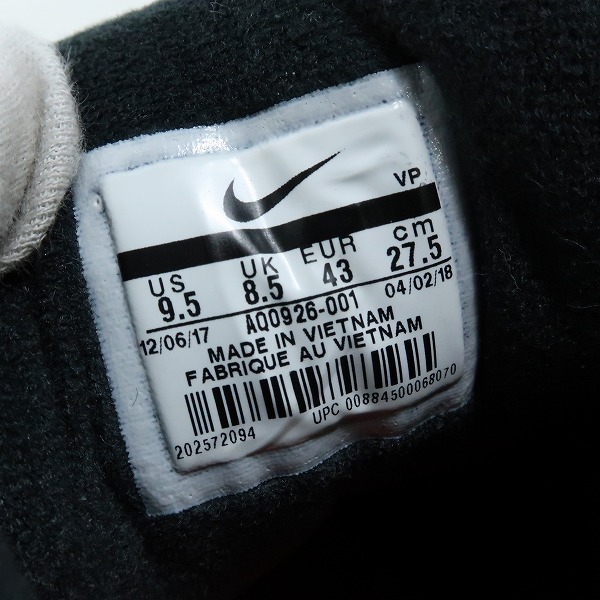 VP
US UK EUR cm
9.5 8.5 43 27.5
12/06/17 AQ0926-001 04/02/18
MADE IN VIETNAM
FABRIQUE AU VIETNAM
202572094 UPC 00884500068070